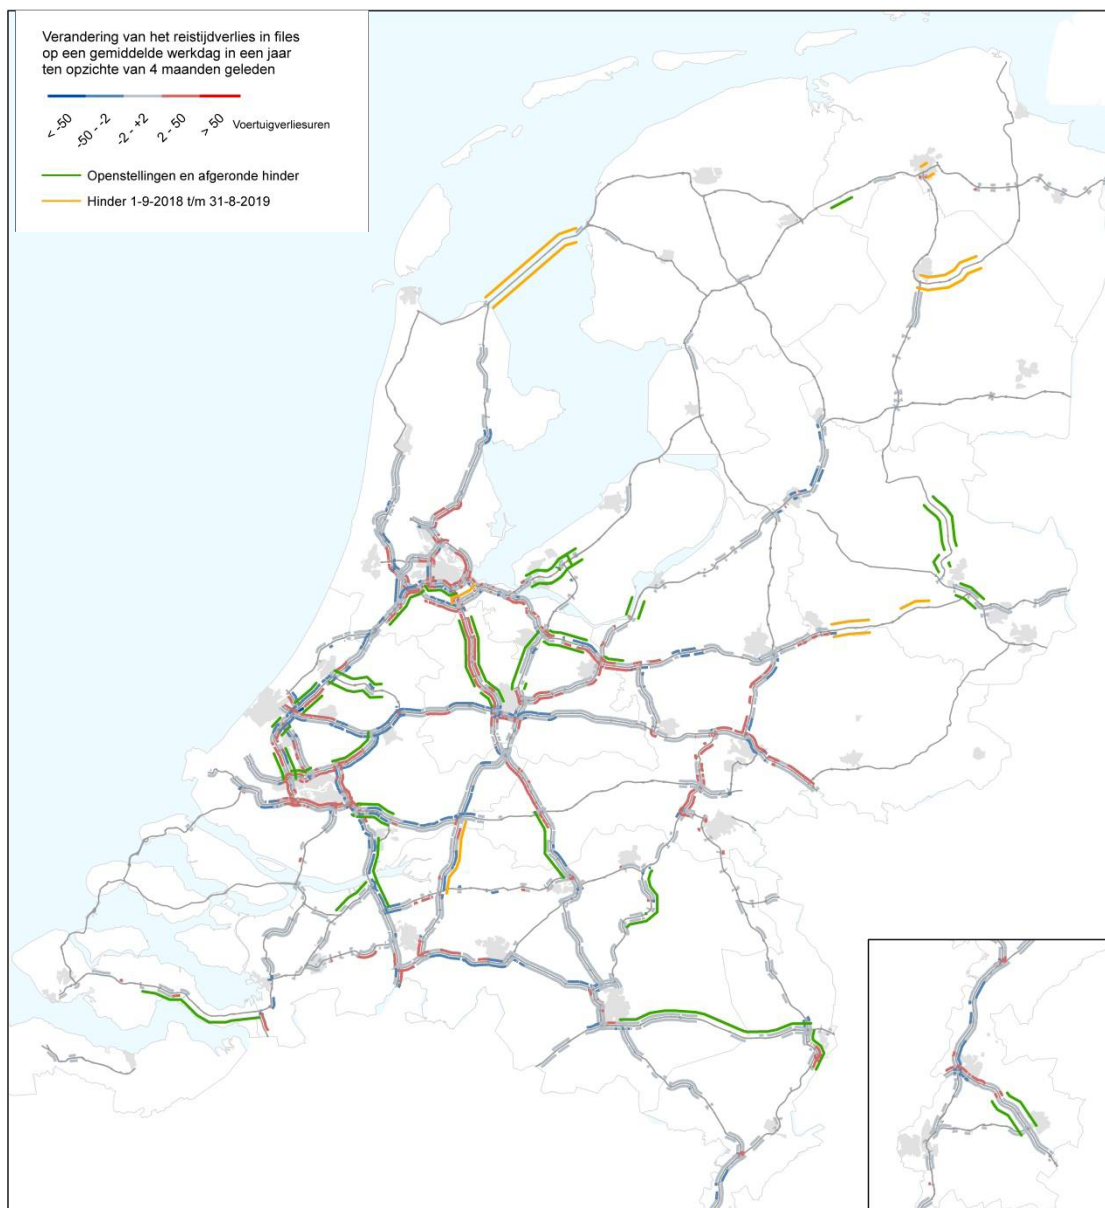 Verandering van het reistijdverlies in files
op een gemiddelde werkdag in een jaar
ten opzichte van 4 maanden geleden
< -50
-50 - -2
-2 - +2
2 - 50
> 50
Voertuigverliesuren
Openstellingen en afgeronde hinder
Hinder 1-9-2018 t/m 31-8-2019